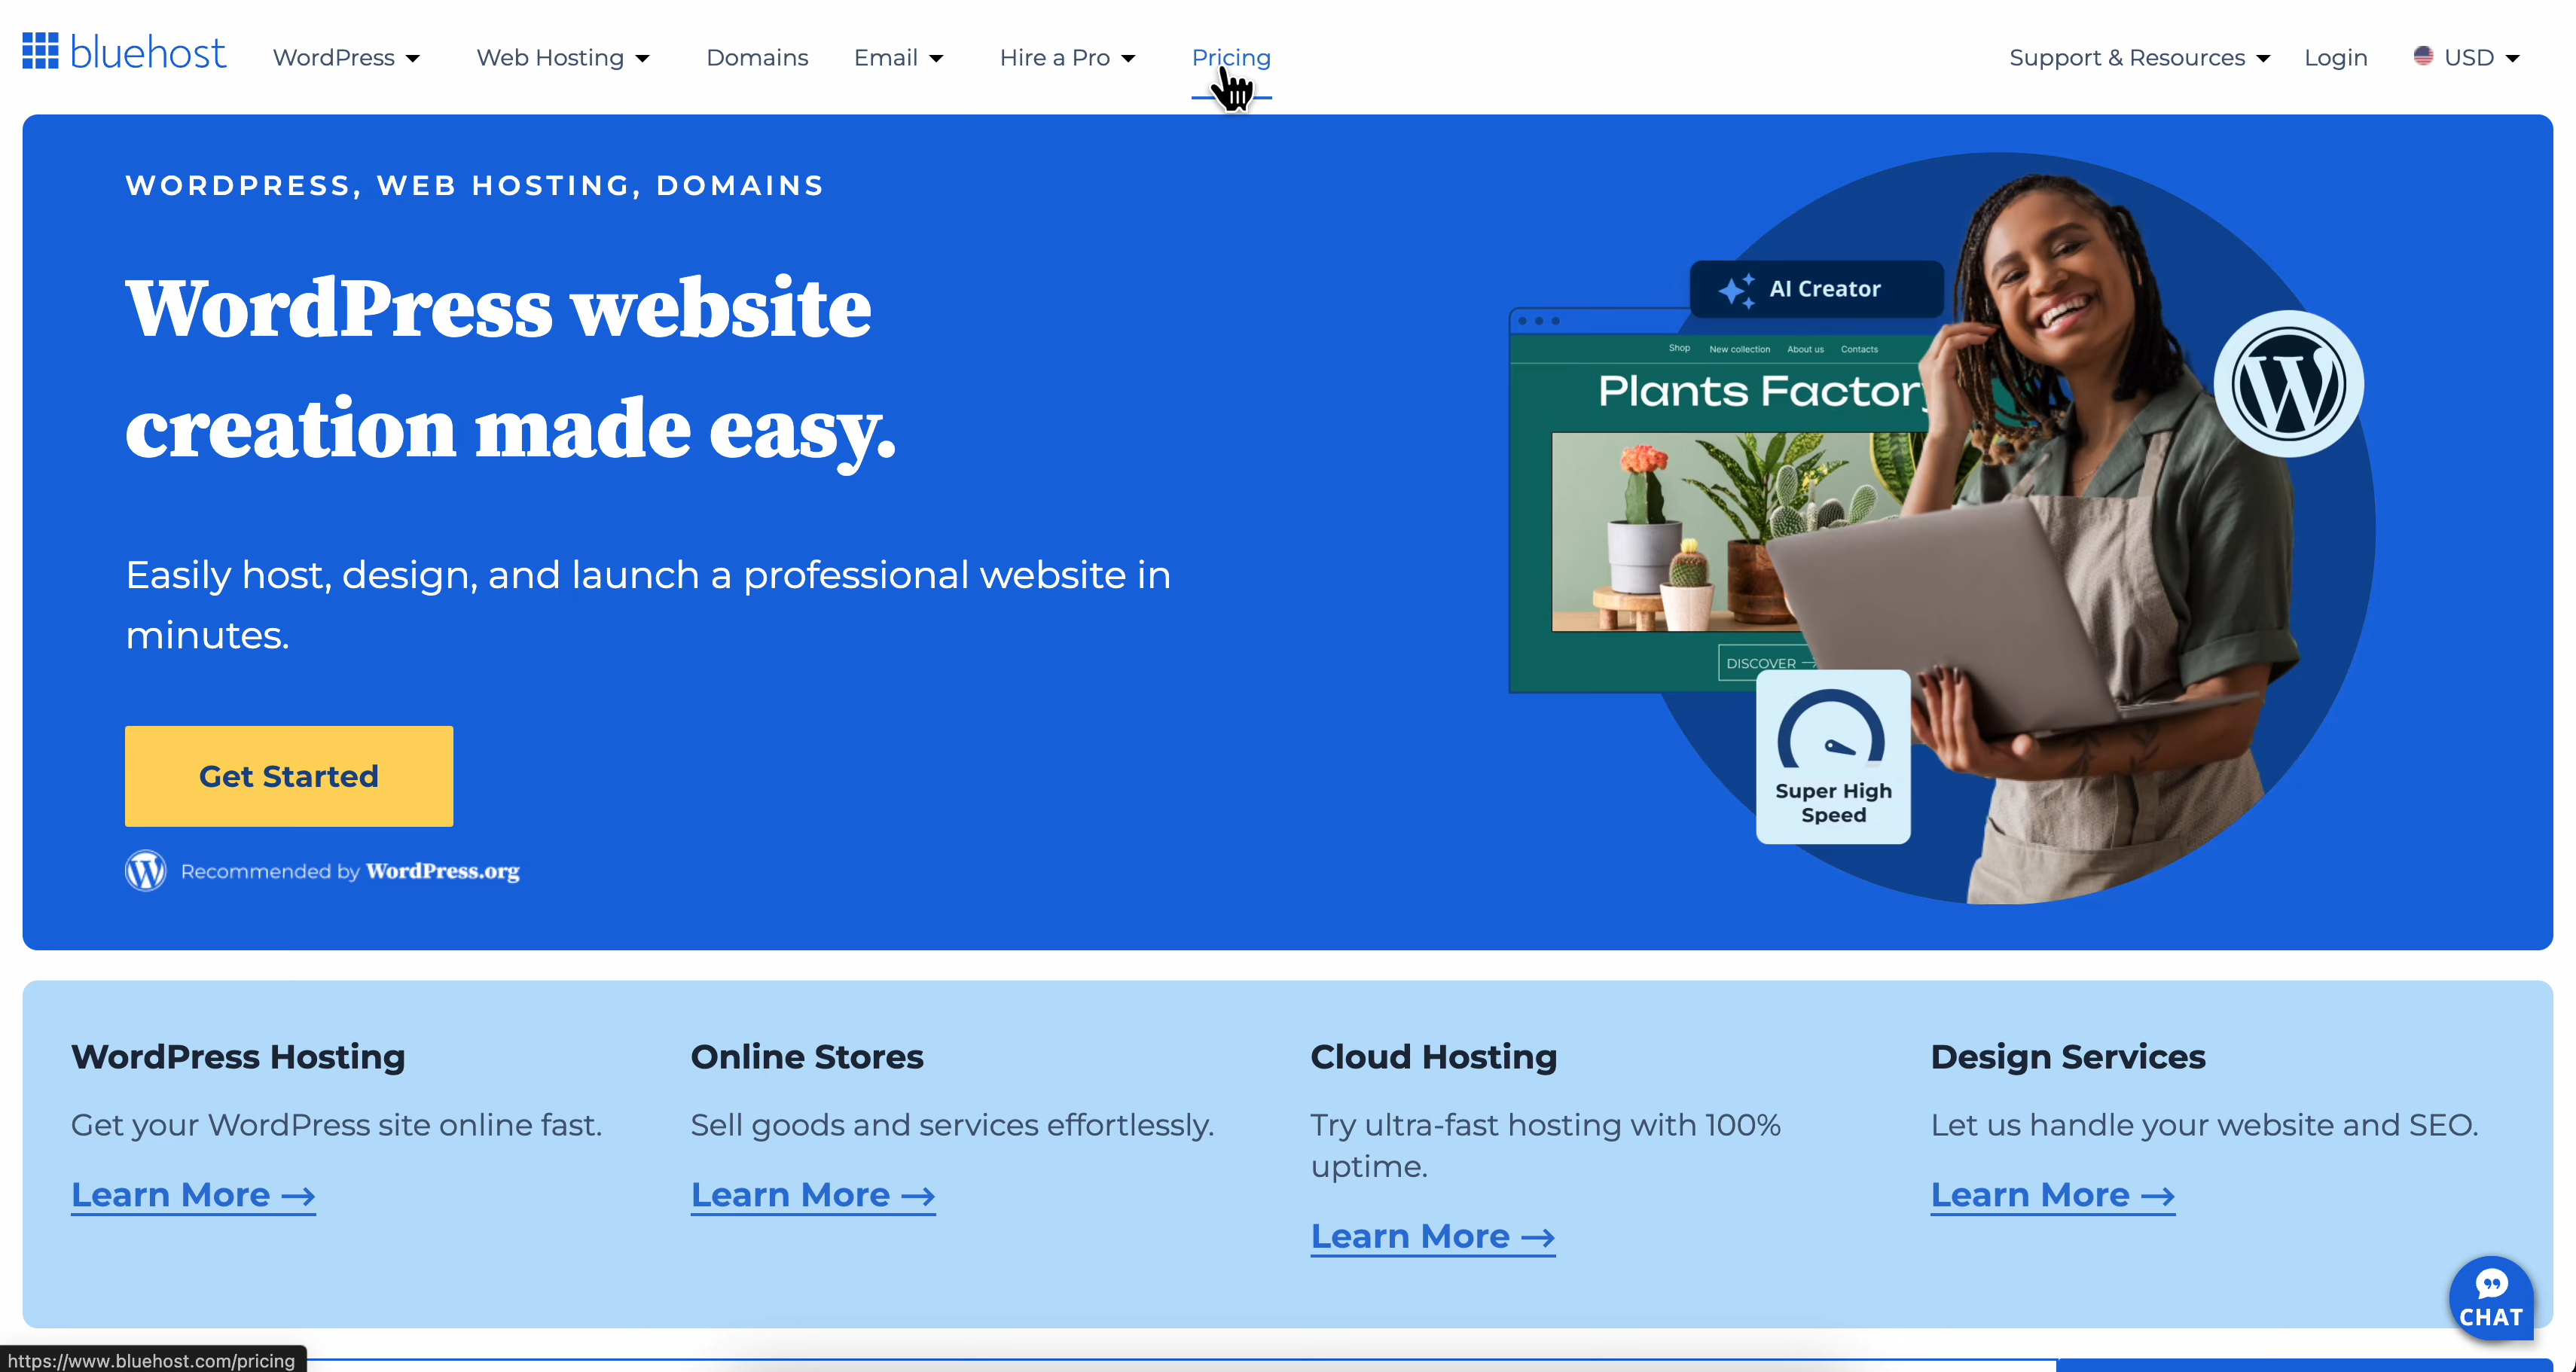 bluehost
WordPress
Web Hosting
Domains
Email
Hire a Pro
Pricing
Support & Resources
Login
USD
WORDPRESS, WEB HOSTING, DOMAINS
WordPress website
creation made easy.
Easily host, design, and launch a professional website in
minutes.
Get Started
Recommended by WordPress.org
AI Creator
Shop
New collection
About us
Contacts
Plants Factory
DISCOVER →
Super High
Speed
WordPress Hosting
Get your WordPress site online fast.
Learn More →
Online Stores
Sell goods and services effortlessly.
Learn More →
Cloud Hosting
Try ultra-fast hosting with 100%
uptime.
Learn More →
Design Services
Let us handle your website and SEO.
Learn More →
CHAT
https://www.bluehost.com/pricing